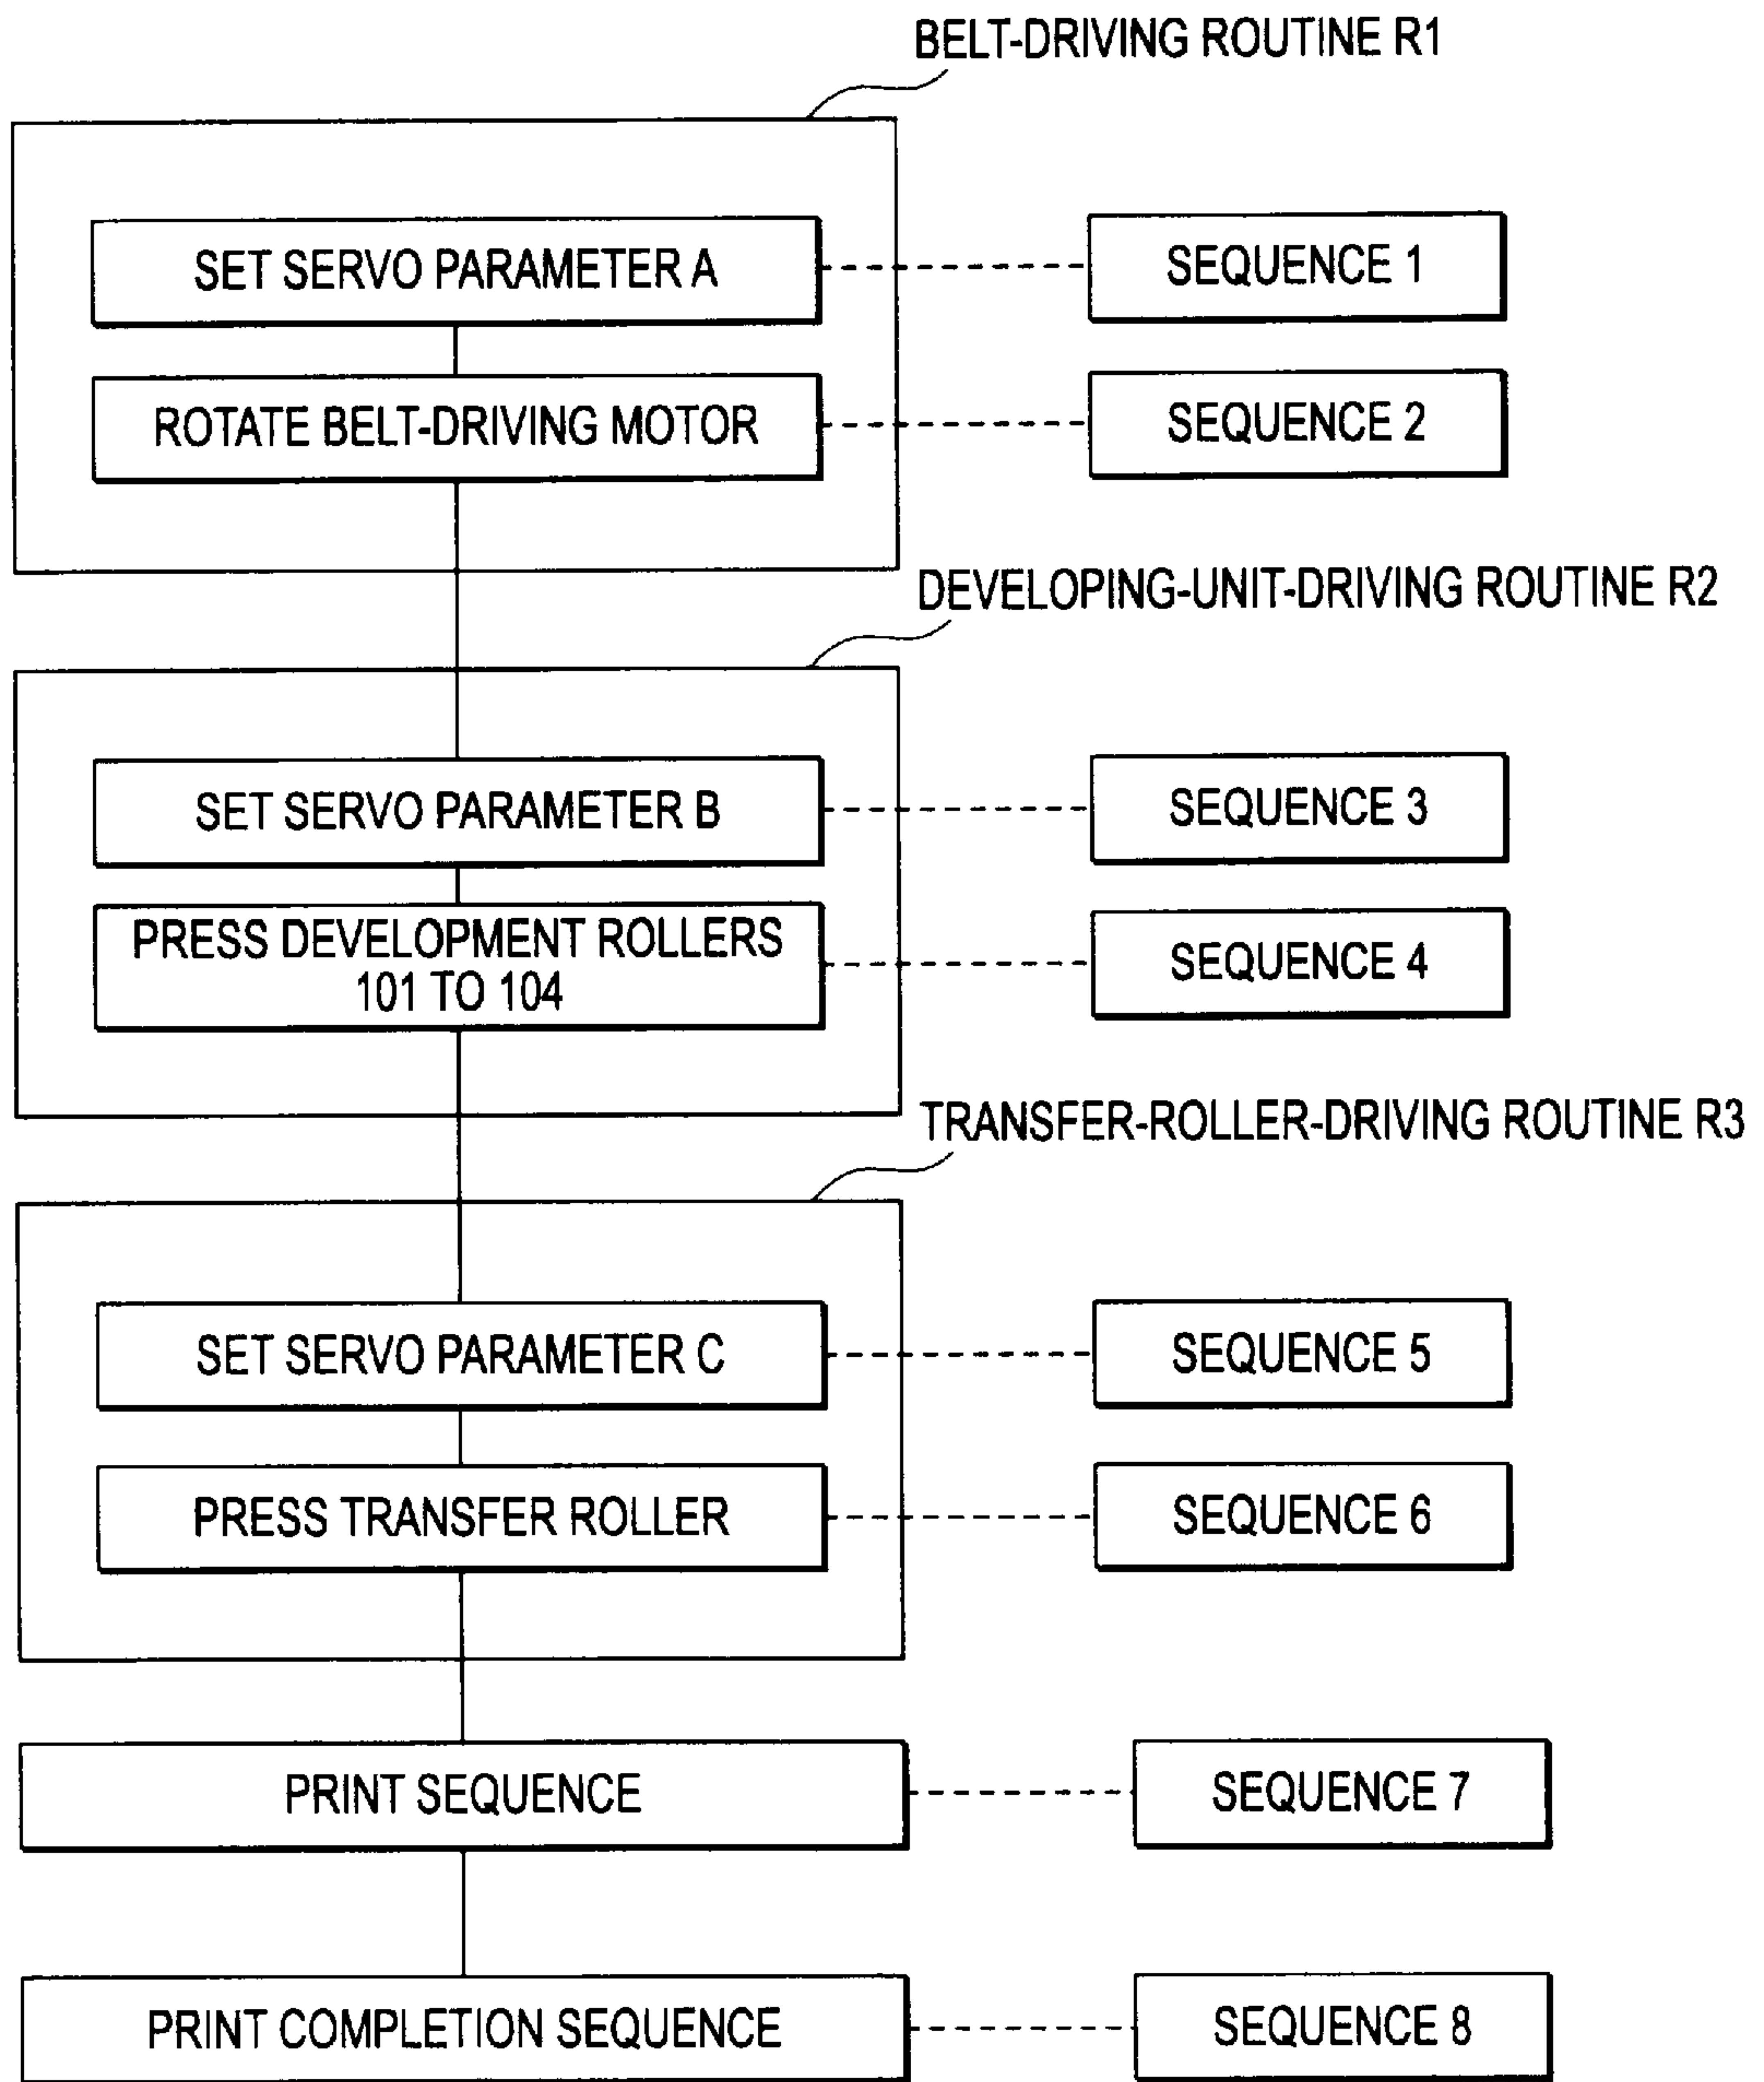 BELT-DRIVING ROUTINE R1
SET SERVO PARAMETER A
SEQUENCE 1
ROTATE BELT-DRIVING MOTOR
SEQUENCE 2
DEVELOPING-UNIT-DRIVING ROUTINE R2
SET SERVO PARAMETER B
SEQUENCE 3
PRESS DEVELOPMENT ROLLERS
101 TO 104
SEQUENCE 4
TRANSFER-ROLLER-DRIVING ROUTINE R3
SET SERVO PARAMETER C
SEQUENCE 5
PRESS TRANSFER ROLLER
SEQUENCE 6
PRINT SEQUENCE
SEQUENCE 7
PRINT COMPLETION SEQUENCE
SEQUENCE 8